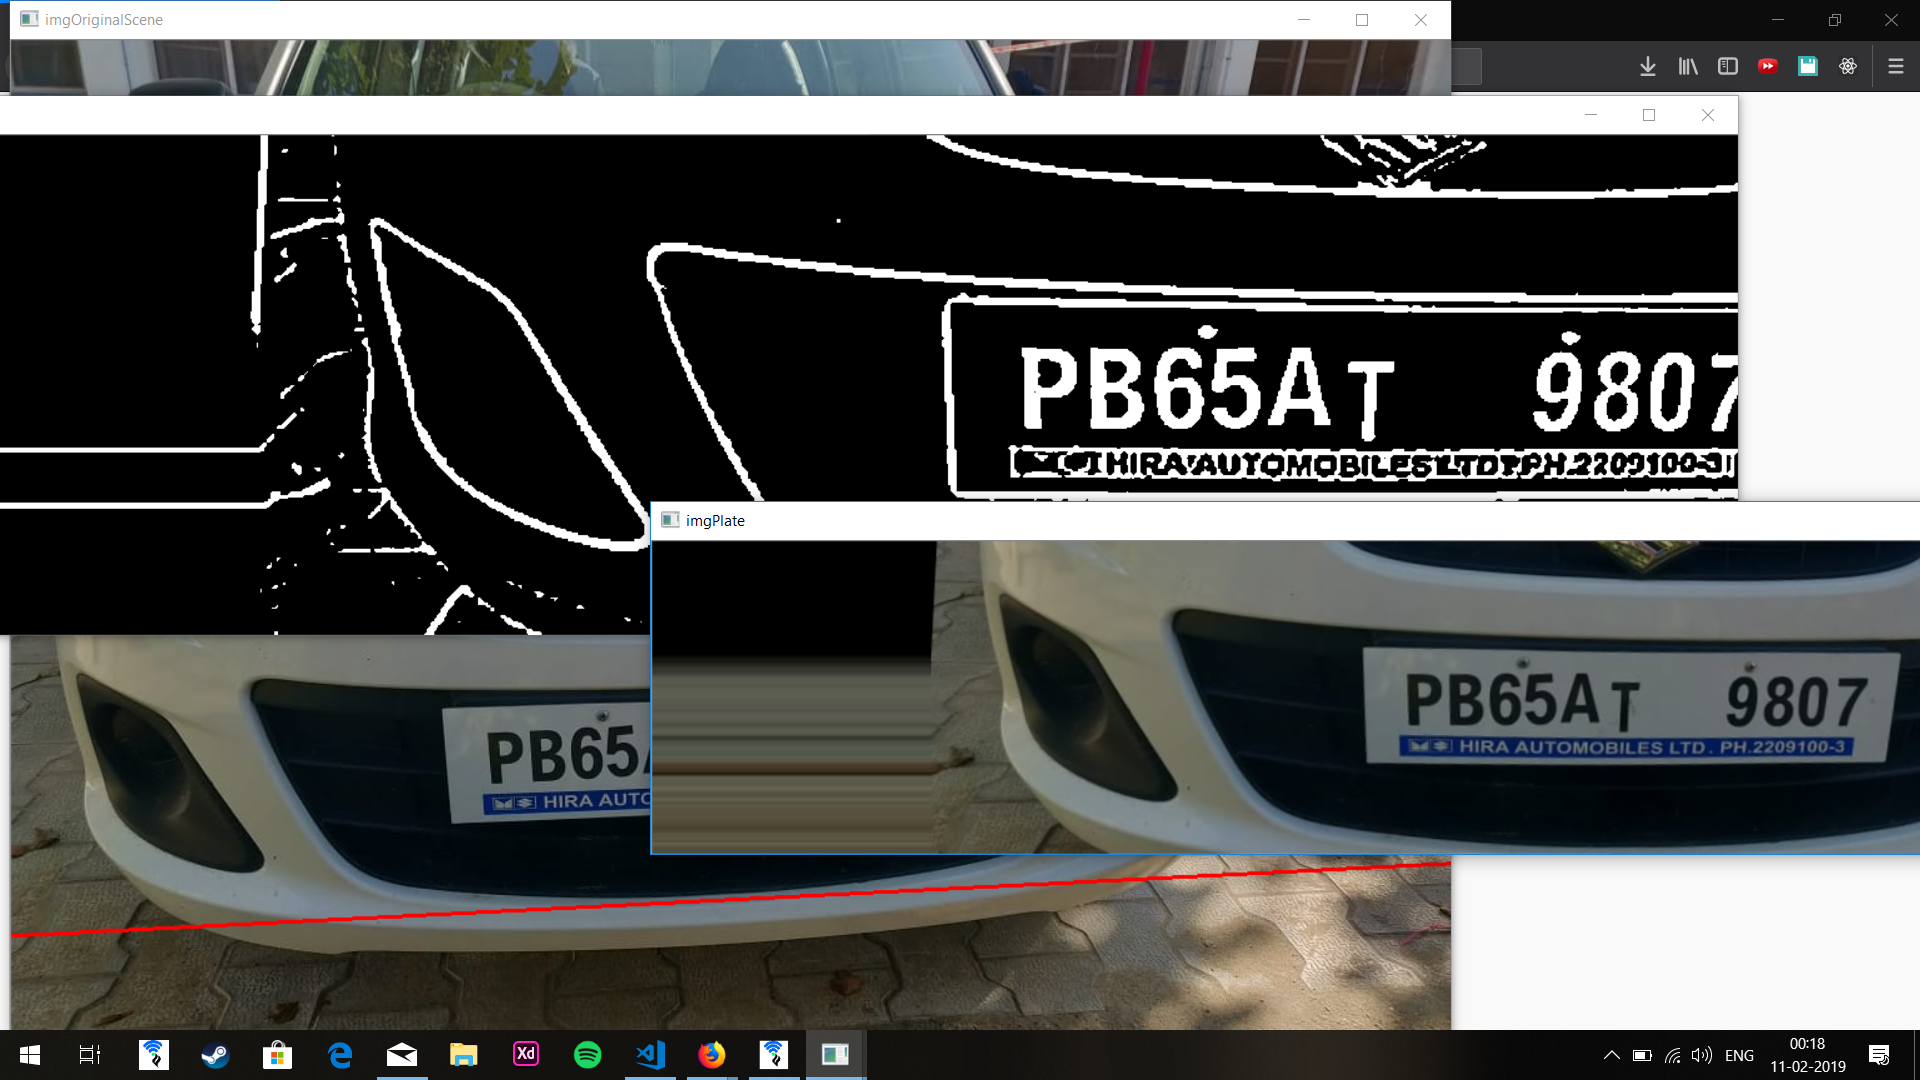 imgOriginalScene
PB65AT 9807
HIRA AUTOMOBILES LTD. PH.2209100-3
imgPlate
PB65AT 9807
HIRA AUTOMOBILES LTD. PH.2209100-3
PB65
HIRA AUTO
Xd
ENG
00:18
11-02-2019